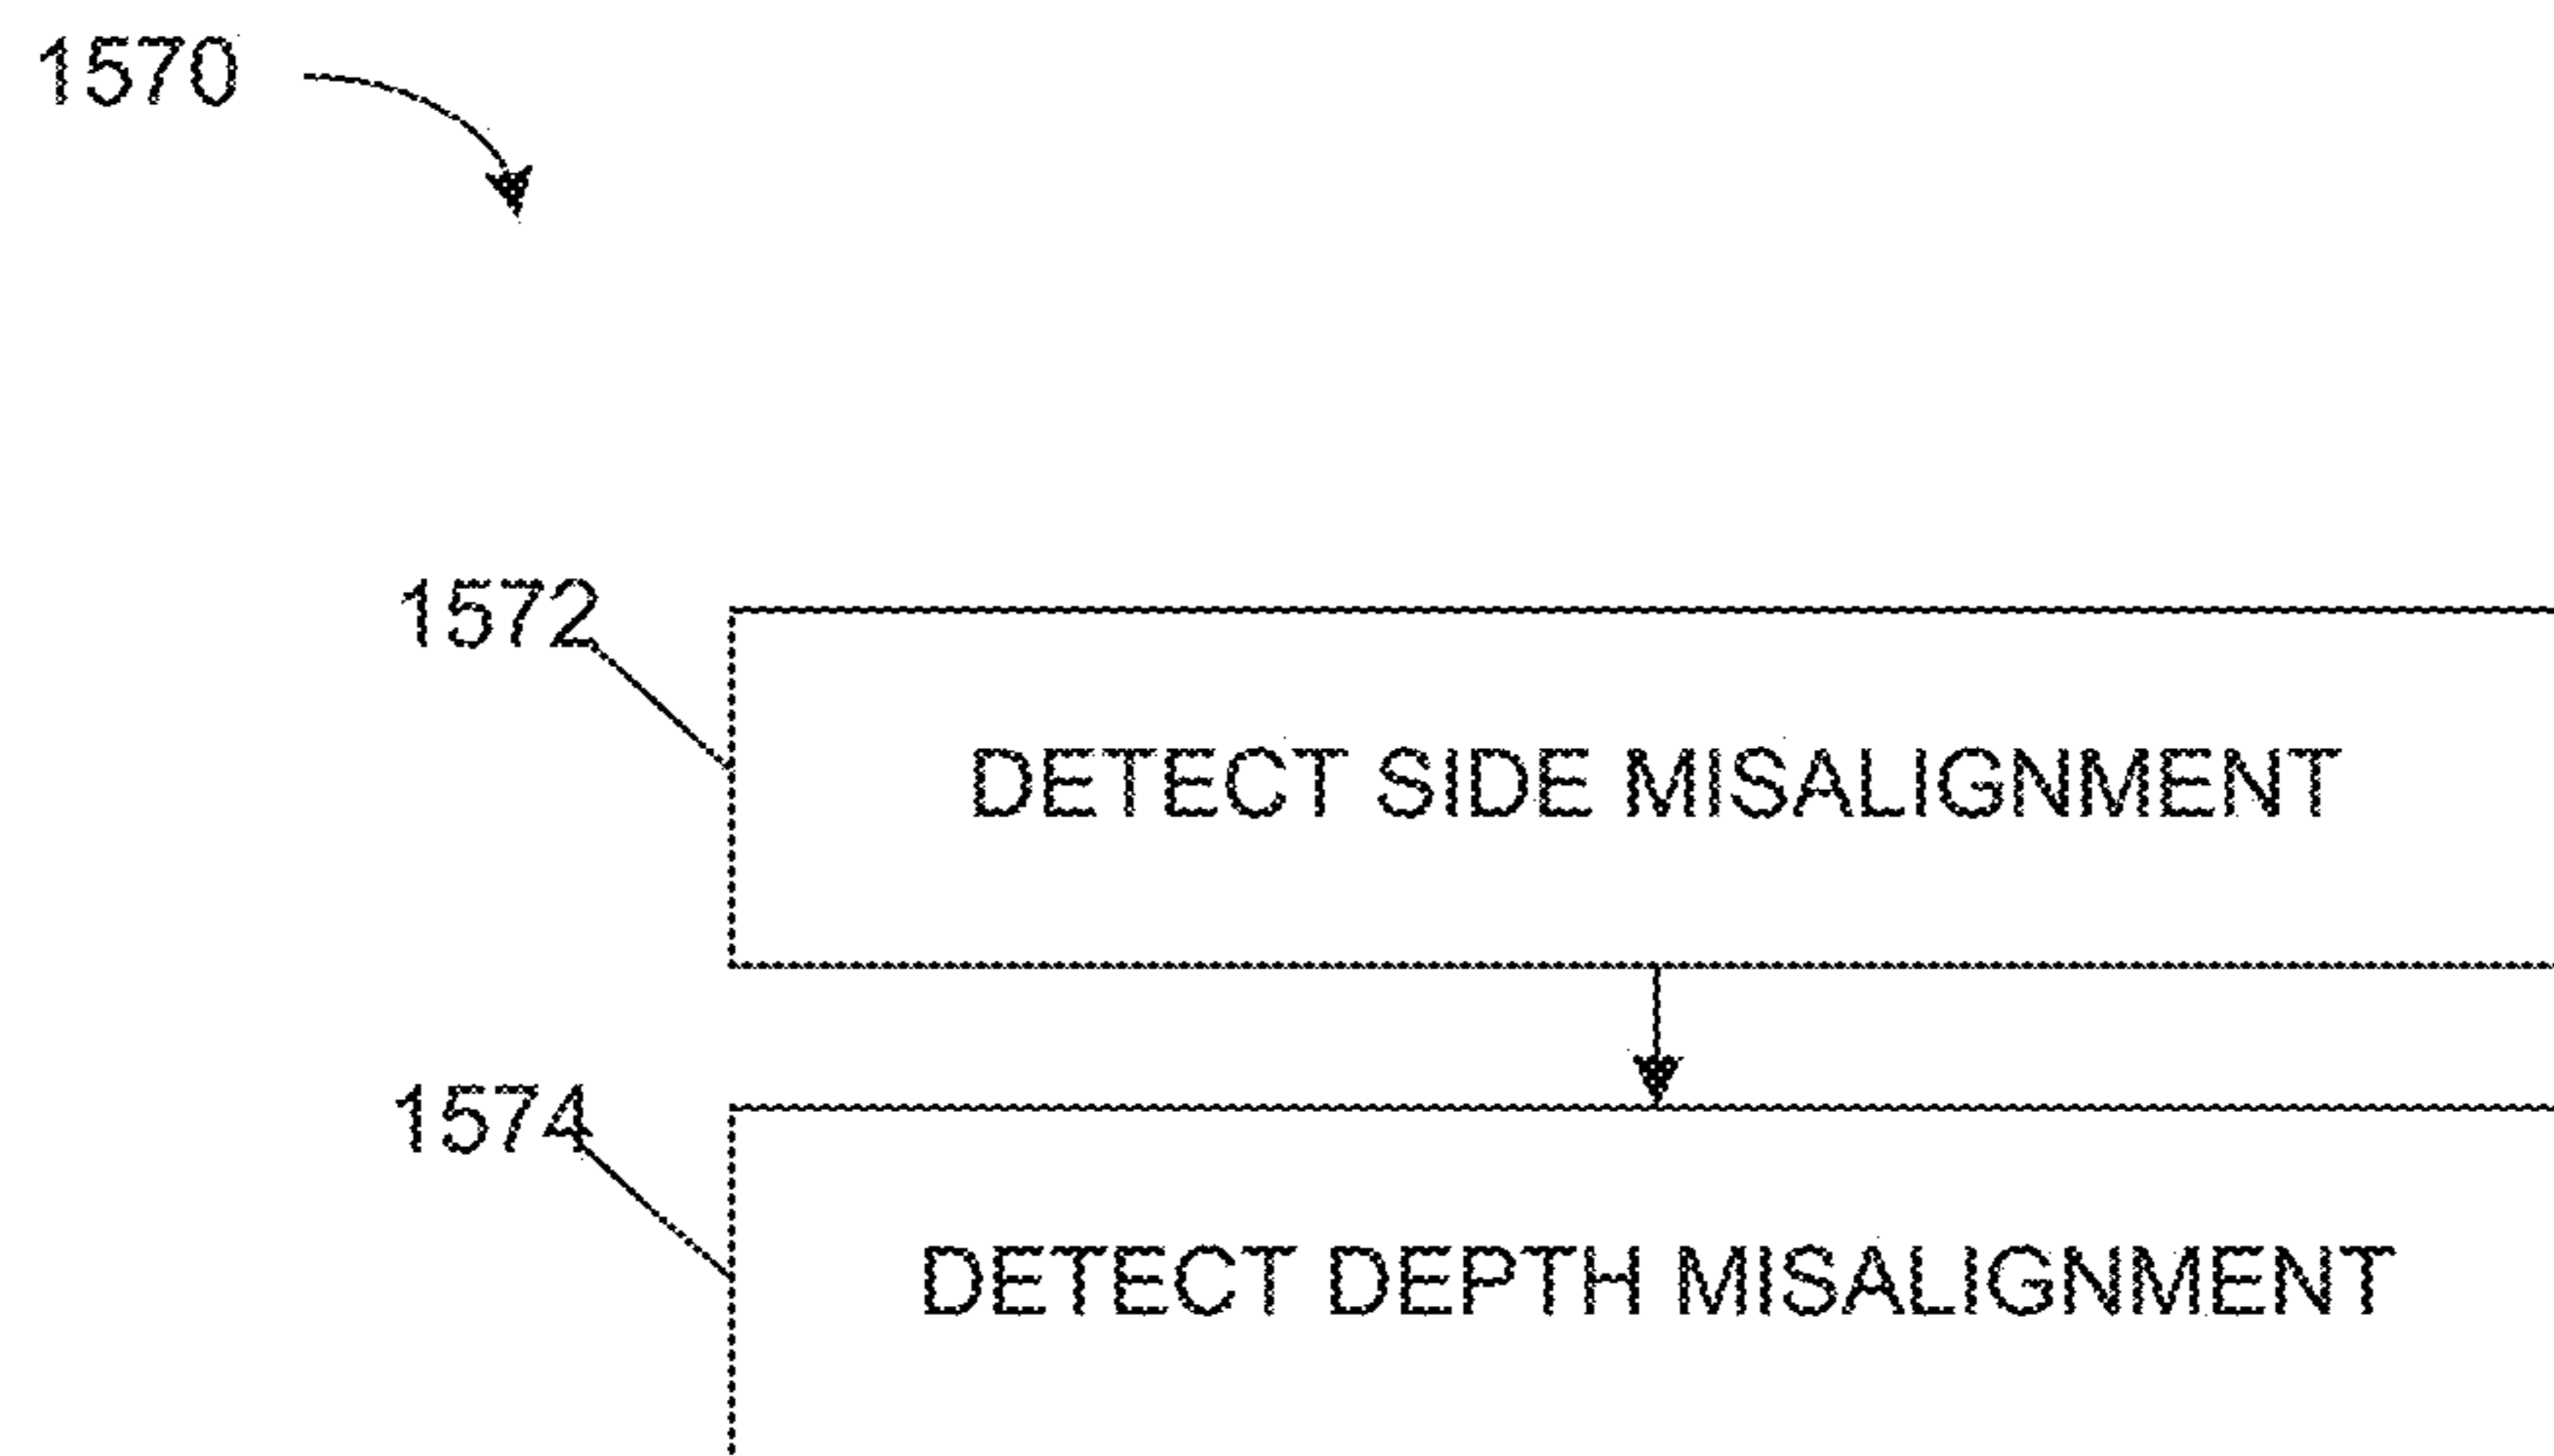 1570
1572
DETECT SIDE MISALIGNMENT
1574
DETECT DEPTH MISALIGNMENT